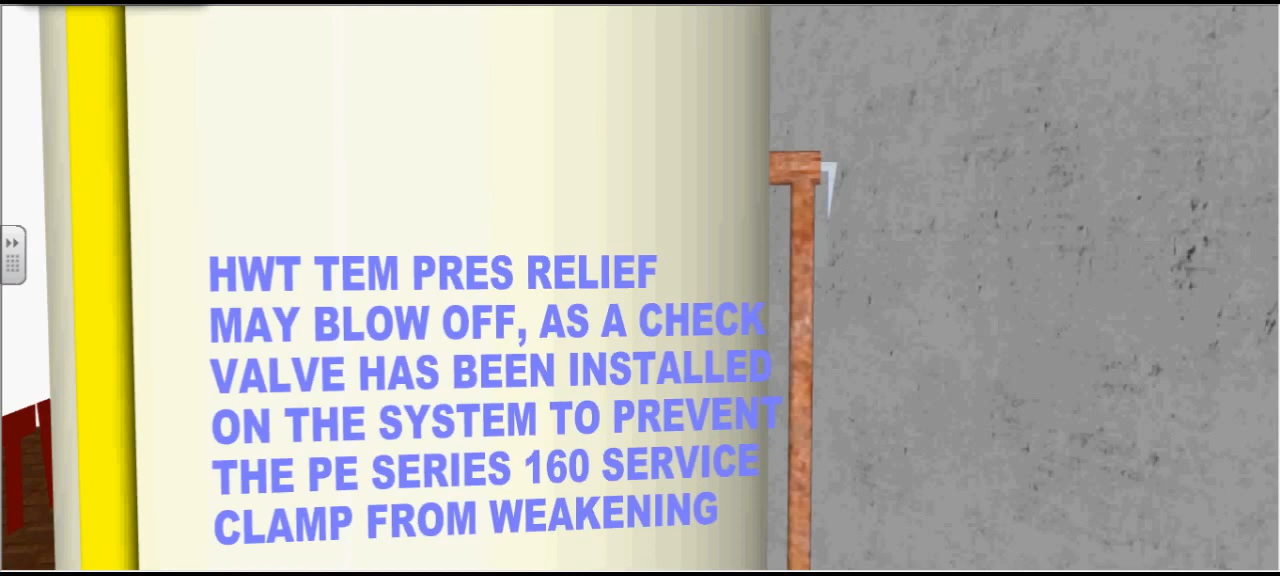 HWT TEM PRES RELIEF
MAY BLOW OFF, AS A CHECK
VALVE HAS BEEN INSTALLED
ON THE SYSTEM TO PREVENT
THE PE SERIES 160 SERVICE
CLAMP FROM WEAKENING